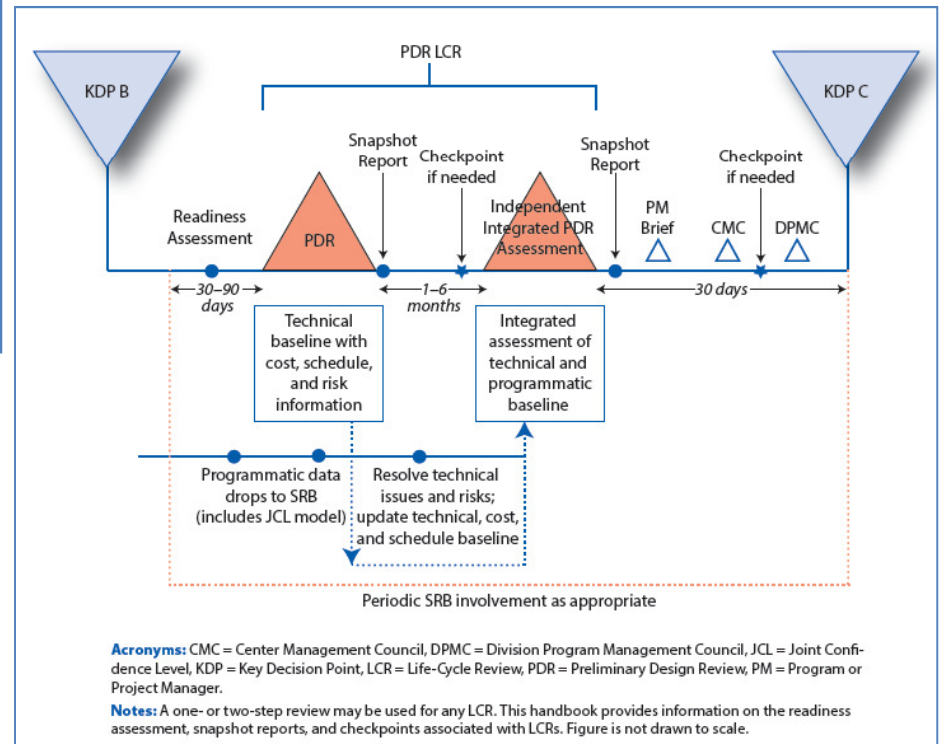 PDR LCR
KDP B
KDP C
Snapshot
Report
Checkpoint
if needed
Snapshot
Report
Checkpoint
if needed
Readiness
Assessment
PDR
Independent
Integrated PDR
Assessment
PM
Brief
CMC
DPMC
30–90
days
1–6
months
30 days
Technical
baseline with
cost, schedule,
and risk
information
Integrated
assessment of
technical and
programmatic
baseline
Programmatic data
drops to SRB
(includes JCL model)
Resolve technical
issues and risks;
update technical, cost,
and schedule baseline
Periodic SRB involvement as appropriate
Acronyms: CMC = Center Management Council, DPMC = Division Program Management Council, JCL = Joint Confi-
dence Level, KDP = Key Decision Point, LCR = Life-Cycle Review, PDR = Preliminary Design Review, PM = Program or
Project Manager.
Notes: A one- or two-step review may be used for any LCR. This handbook provides information on the readiness
assessment, snapshot reports, and checkpoints associated with LCRs. Figure is not drawn to scale.